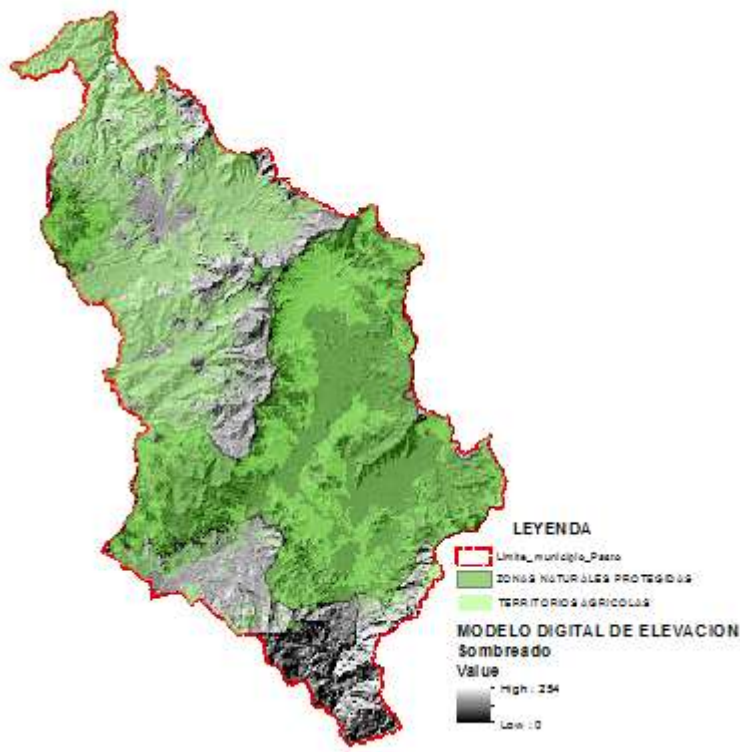 LEYENDA
Limite_municipio_Pasto
ZONAS NATURALES PROTEGIDAS
TERRITORIOS AGRICOLAS
MODELO DIGITAL DE ELEVACION
Sombreado
Value
High : 254
Low : 0